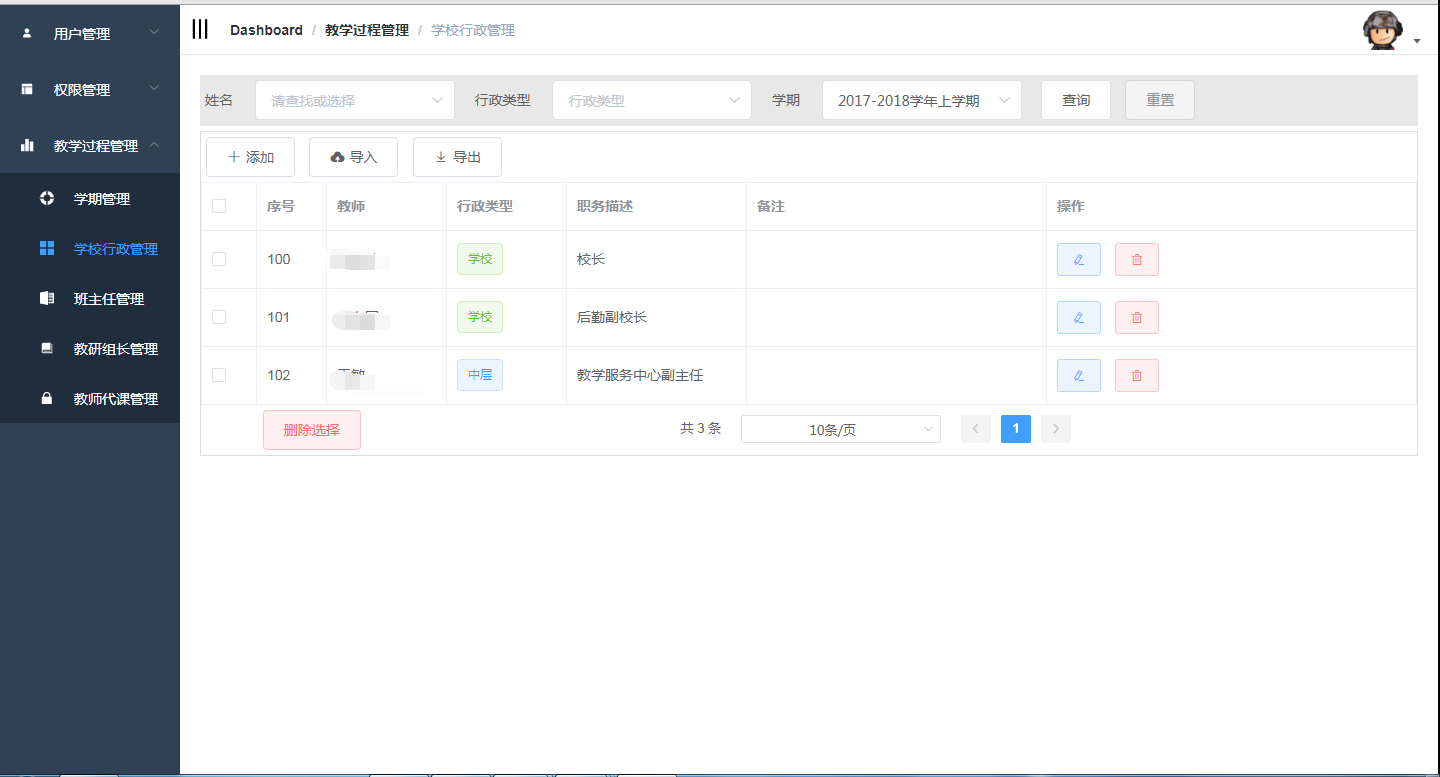 用户管理
权限管理
教学过程管理
学期管理
学校行政管理
班主任管理
教研组长管理
教师代课管理
Dashboard / 教学过程管理 / 学校行政管理
姓名 请查找或选择 行政类型 行政类型 学期 2017-2018学年上学期 查询 重置
添加 导入 导出
序号 教师 行政类型 职务描述 备注 操作
100 学校 校长
101 学校 后勤副校长
102 中层 教学服务中心副主任
删除选择 共 3 条 10条/页 1